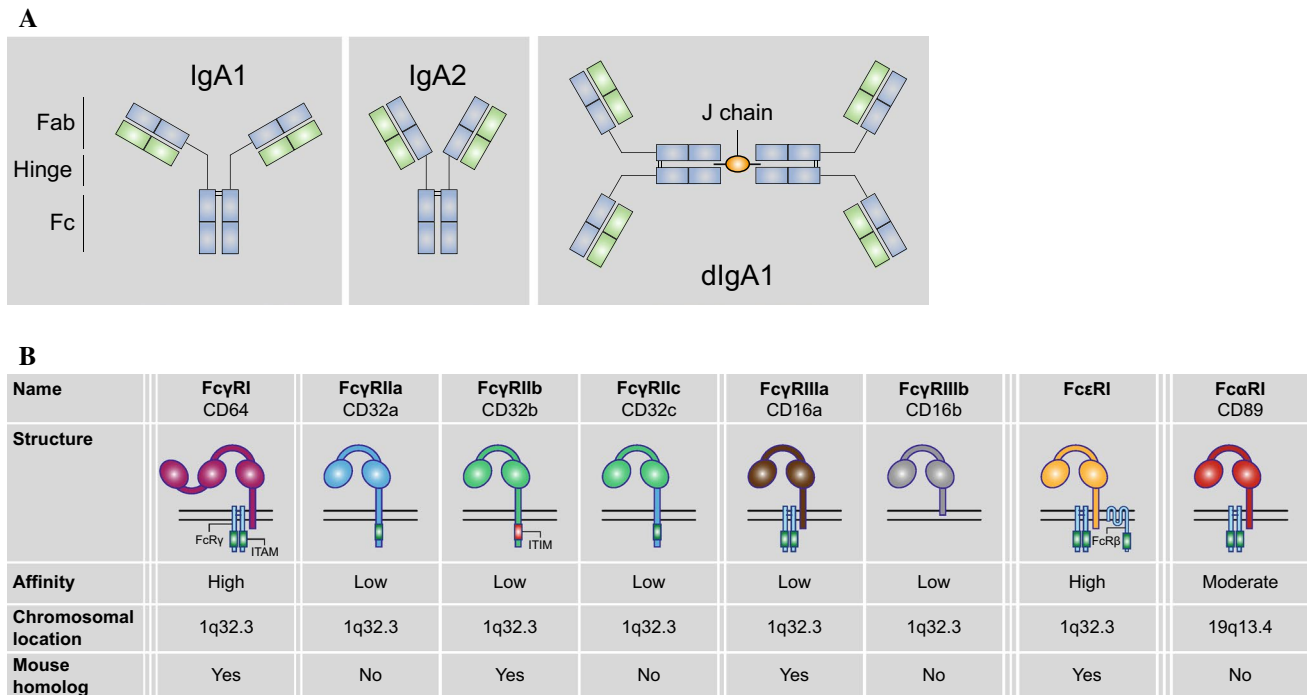 A
IgA1
IgA2
Fab
Hinge
Fc
J chain
dIgA1
B
Name FcγRI FcγRIIa FcγRIIb FcγRIIc FcγRIIIa FcγRIIIb FcεRI FcαRI
CD64 CD32a CD32b CD32c CD16a CD16b CD89
Structure
FcRγ ITAM ITIM FcRβ
Affinity High Low Low Low Low Low High Moderate
Chromosomal
location 1q32.3 1q32.3 1q32.3 1q32.3 1q32.3 1q32.3 1q32.3 19q13.4
Mouse
homolog Yes No Yes No Yes No Yes No